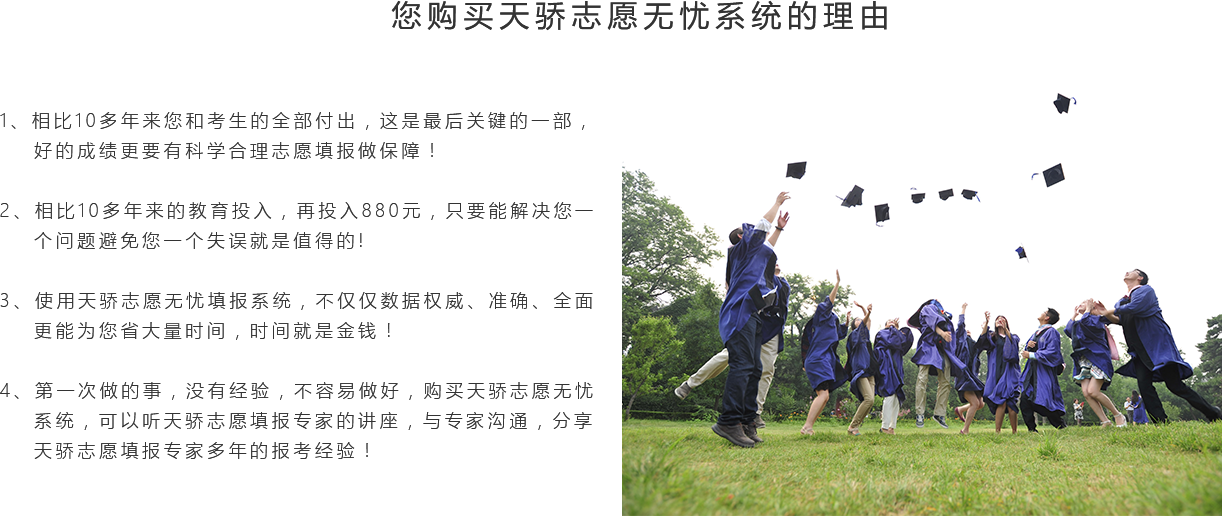 您购买天骄志愿无忧系统的理由
1、相比10多年来您和考生的全部付出，这是最后关键的一部，
好的成绩更要有科学合理志愿填报做保障！
2、相比10多年来的教育投入，再投入880元，只要能解决您一
个问题避免您一个失误就是值得的!
3、使用天骄志愿无忧填报系统，不仅仅数据权威、准确、全面
更能为您省大量时间，时间就是金钱！
4、第一次做的事，没有经验，不容易做好，购买天骄志愿无忧
系统，可以听天骄志愿填报专家的讲座，与专家沟通，分享
天骄志愿填报专家多年的报考经验！